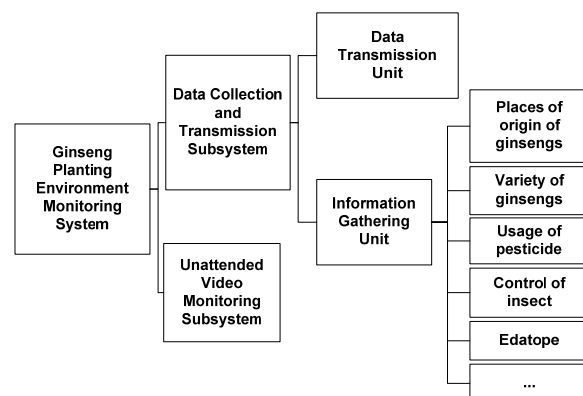 Ginseng
Planting
Environment
Monitoring
System
Data Collection
and
Transmission
Subsystem
Unattended
Video
Monitoring
Subsystem
Data
Transmission
Unit
Information
Gathering
Unit
Places of
origin of
ginsengs
Variety of
ginsengs
Usage of
pesticide
Control of
insect
Edatope
...